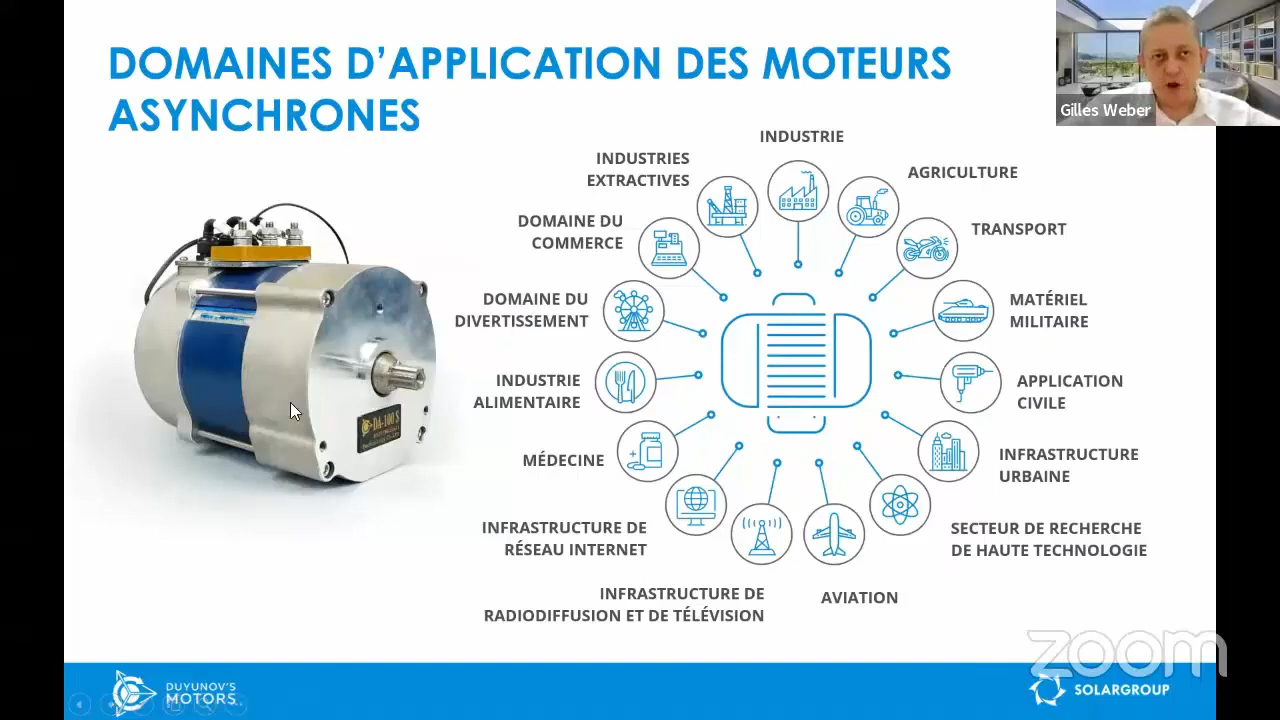 DOMAINES D'APPLICATION DES MOTEURS
ASYNCHRONES
Gilles Weber
INDUSTRIE
INDUSTRIES
EXTRACTIVES
AGRICULTURE
DOMAINE DU
COMMERCE
TRANSPORT
DOMAINE DU
DIVERTISSEMENT
MATÉRIEL
MILITAIRE
INDUSTRIE
ALIMENTAIRE
APPLICATION
CIVILE
DA-100 S
MÉDECINE
INFRASTRUCTURE
URBAINE
INFRASTRUCTURE DE
RÉSEAU INTERNET
SECTEUR DE RECHERCHE
DE HAUTE TECHNOLOGIE
INFRASTRUCTURE DE
RADIODIFFUSION ET DE TÉLÉVISION
AVIATION
zoom
DUYUNOV'S
MOTORS
SOLARGROUP